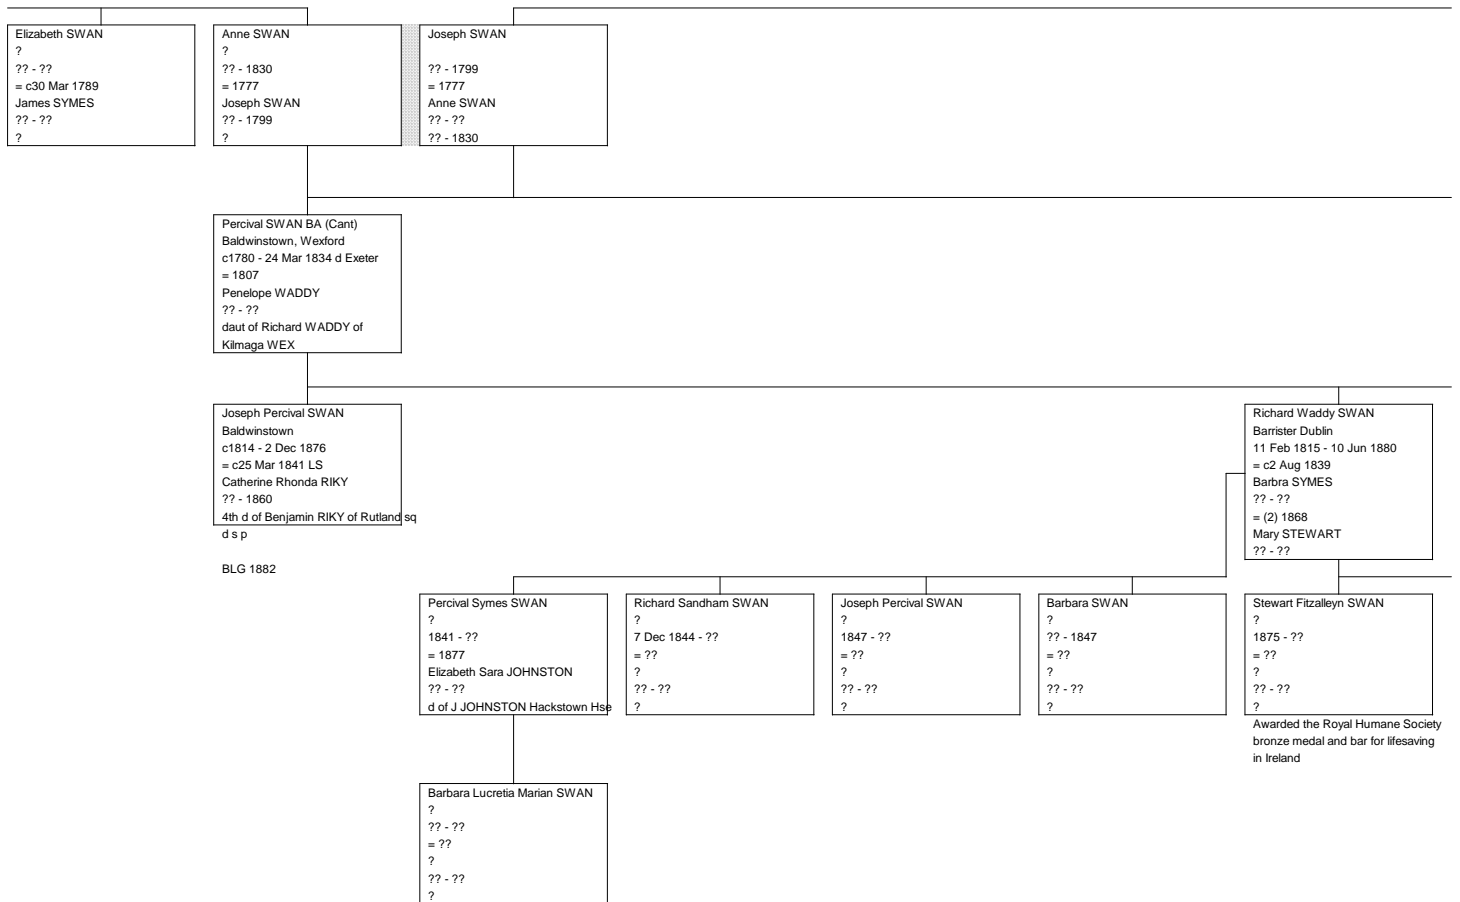 Elizabeth SWAN
?
?? - ??
= c30 Mar 1789
James SYMES
?? - ??
?
Anne SWAN
?
?? - 1830
= 1777
Joseph SWAN
?? - 1799
?
Joseph SWAN
?? - 1799
= 1777
Anne SWAN
?? - ??
?? - 1830
Percival SWAN BA (Cant)
Baldwinstown, Wexford
c1780 - 24 Mar 1834 d Exeter
= 1807
Penelope WADDY
?? - ??
daut of Richard WADDY of
Kilmaga WEX
Joseph Percival SWAN
Baldwinstown
c1814 - 2 Dec 1876
= c25 Mar 1841 LS
Catherine Rhonda RIKY
?? - 1860
4th d of Benjamin RIKY of Rutland sq
d s p
BLG 1882
Richard Waddy SWAN
Barrister Dublin
11 Feb 1815 - 10 Jun 1880
= c2 Aug 1839
Barbra SYMES
?? - ??
= (2) 1868
Mary STEWART
?? - ??
Percival Symes SWAN
?
1841 - ??
= 1877
Elizabeth Sara JOHNSTON
?? - ??
d of J JOHNSTON Hackstown Hse
Richard Sandham SWAN
?
7 Dec 1844 - ??
= ??
?
?? - ??
?
Joseph Percival SWAN
?
1847 - ??
= ??
?
?? - ??
?
Barbara SWAN
?
?? - 1847
= ??
?
?? - ??
?
Stewart Fitzalleyn SWAN
?
1875 - ??
= ??
?
?? - ??
?
Awarded the Royal Humane Society
bronze medal and bar for lifesaving
in Ireland
Barbara Lucretia Marian SWAN
?
?? - ??
= ??
?
?? - ??
?